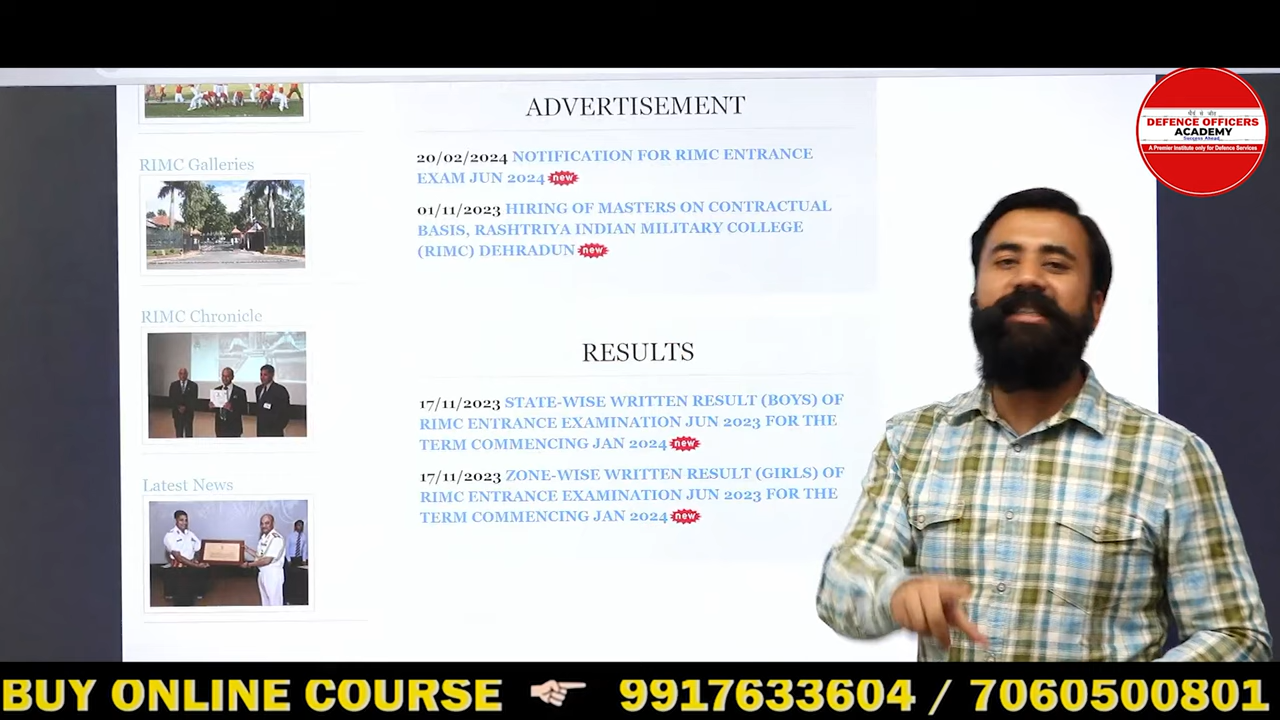 ADVERTISEMENT
20/02/2024 NOTIFICATION FOR RIMC ENTRANCE
EXAM JUN 2024 new
01/11/2023 HIRING OF MASTERS ON CONTRACTUAL
BASIS, RASHTRIYA INDIAN MILITARY COLLEGE
(RIMC) DEHRADUN new
RESULTS
17/11/2023 STATE-WISE WRITTEN RESULT (BOYS) OF
RIMC ENTRANCE EXAMINATION JUN 2023 FOR THE
TERM COMMENCING JAN 2024 new
17/11/2023 ZONE-WISE WRITTEN RESULT (GIRLS) OF
RIMC ENTRANCE EXAMINATION JUN 2023 FOR THE
TERM COMMENCING JAN 2024 new
RIMC Galleries
RIMC Chronicle
Latest News
DEFENCE OFFICERS
ACADEMY
A Premier Institute only for Defence Services
BUY ONLINE COURSE 9917633604 / 7060500801